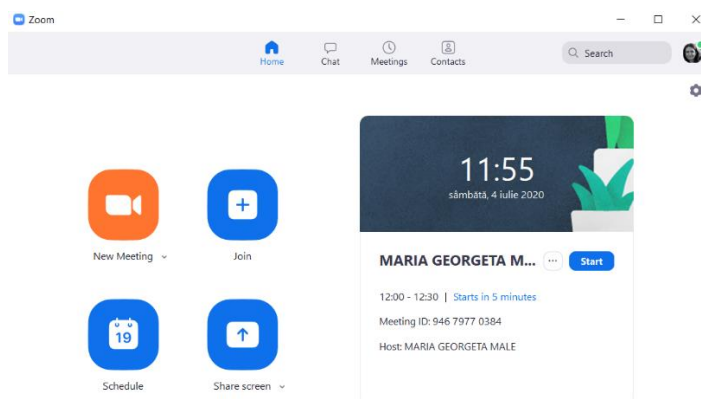 Zoom
Home
Chat
Meetings
Contacts
Search
11:55
sâmbătă, 4 iulie 2020
New Meeting
Join
MARIA GEORGETA M... ... Start
12:00 - 12:30 | Starts in 5 minutes
Meeting ID: 946 7977 0384
Host: MARIA GEORGETA MALE
19
Schedule
Share screen